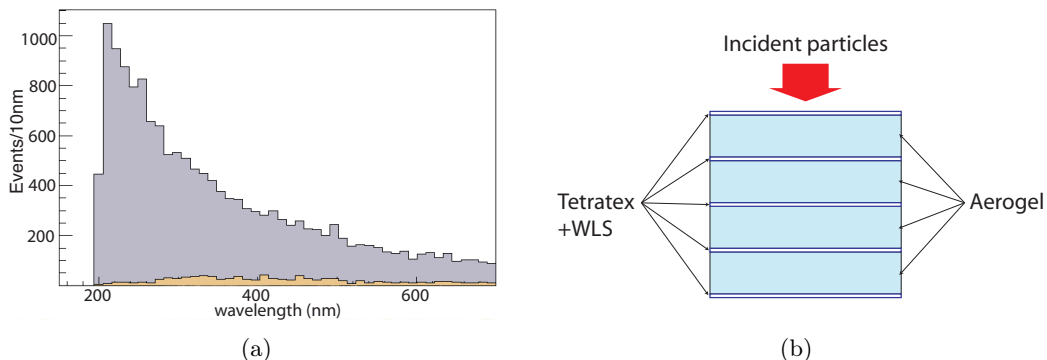 1000
800
600
400
200
Events/10nm
200
400
600
wavelength (nm)
(a)
Incident particles
Tetratex
+WLS
Aerogel
(b)